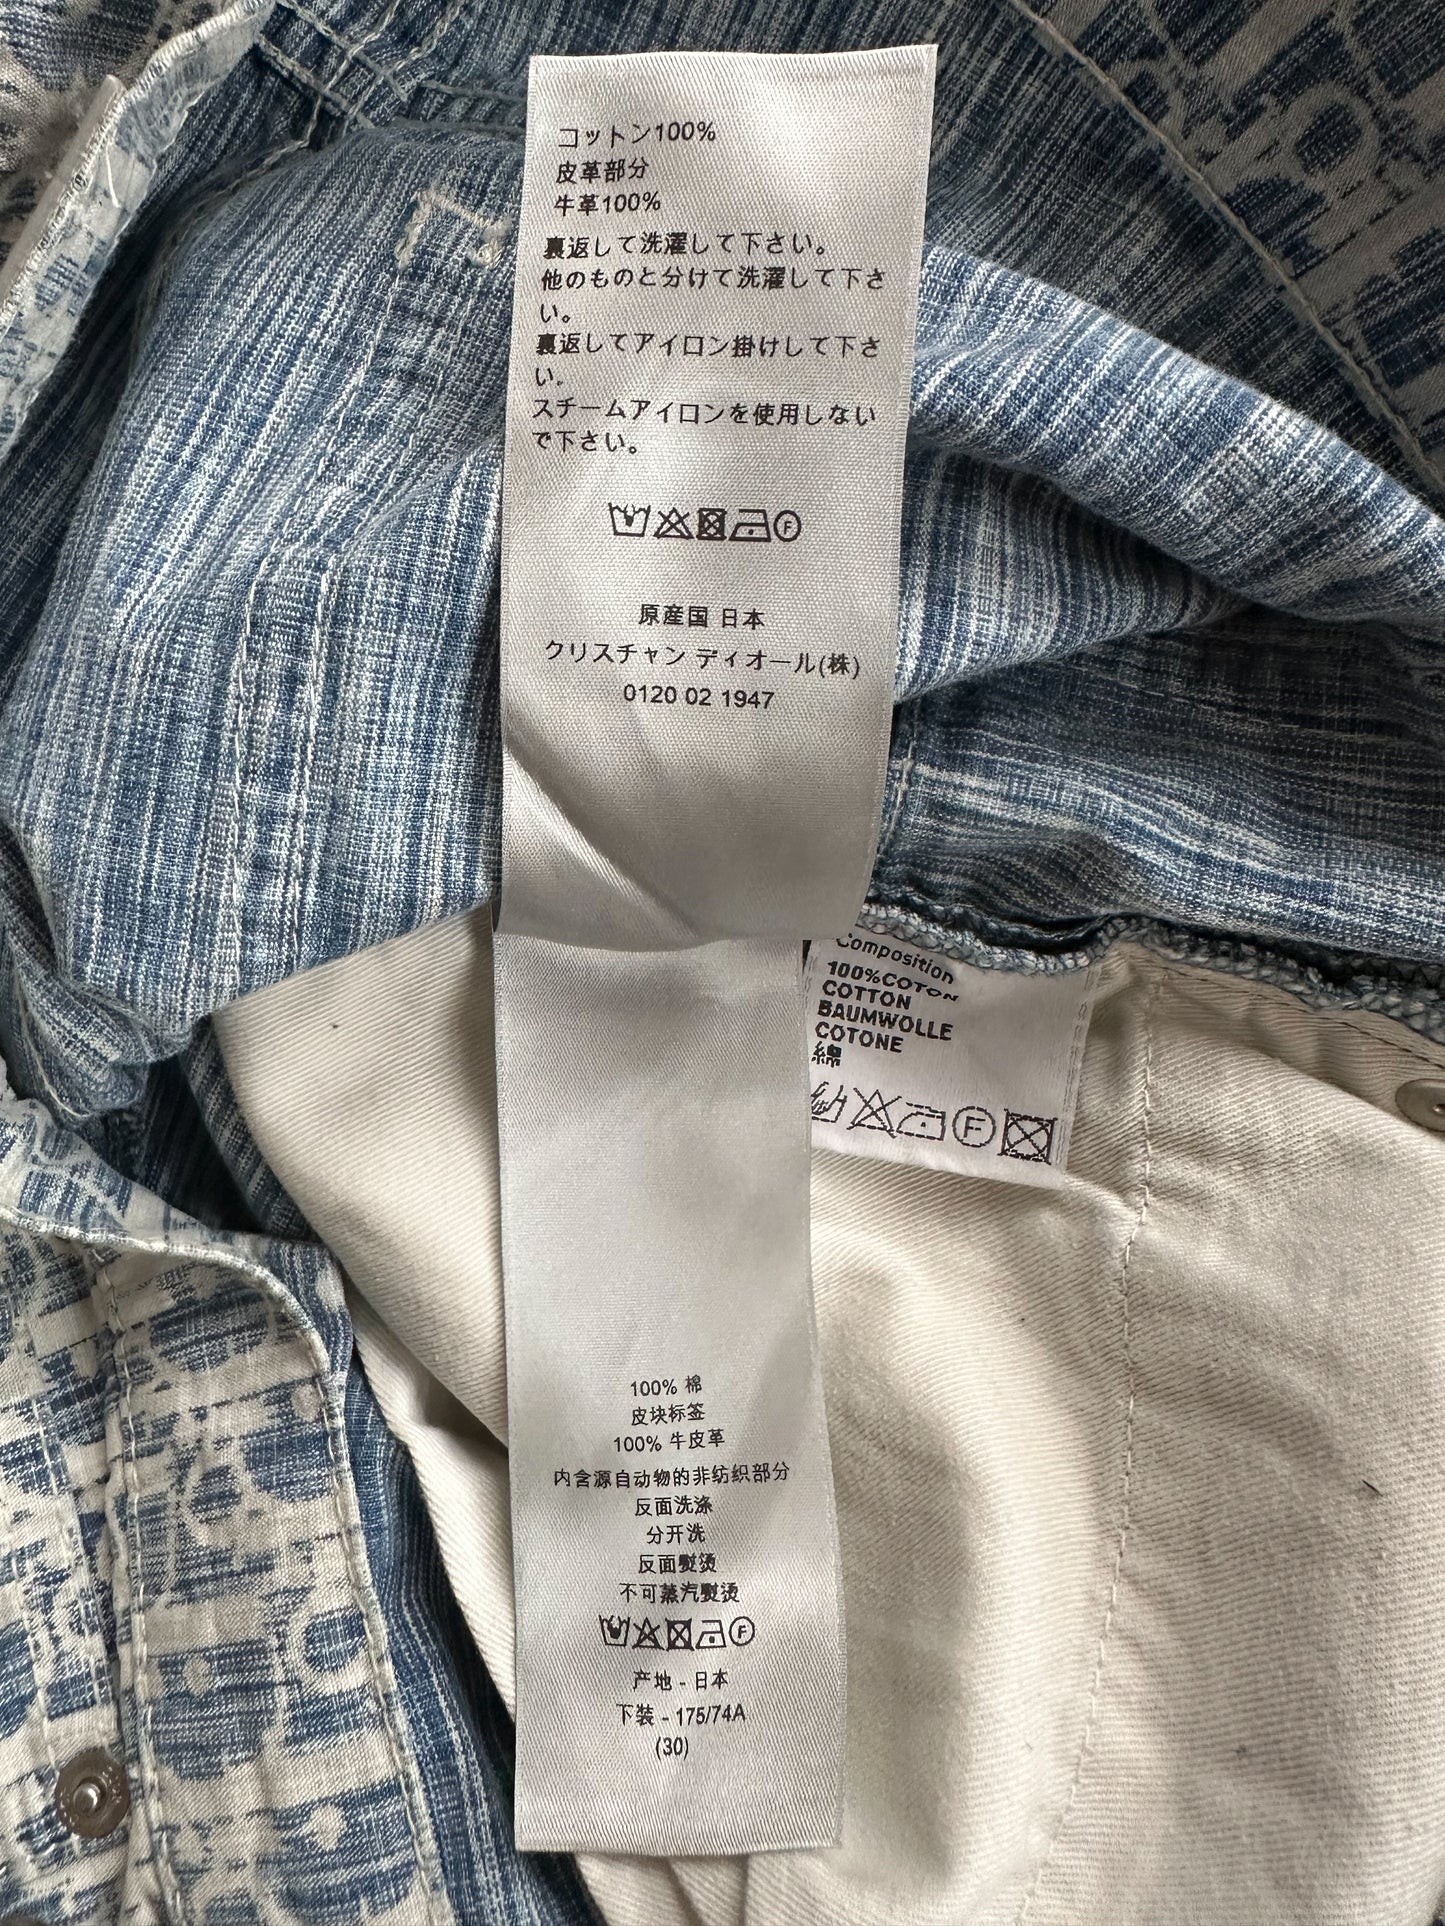 コットン100%
皮革部分
牛革100%
裏返して洗濯して下さい。
他のものと分けて洗濯して下さ
い。
裏返してアイロン掛けして下さ
い。
スチームアイロンを使用しない
で下さい。
F
原産国 日本
クリスチャン ディオール(株)
0120 02 1947
Composition
100%COTON
COTTON
BAUMWOLLE
COTONE
綿
F
100% 棉
皮块标签
100% 牛皮革
内含源自动物的非纺织部分
反面洗涤
分开洗
反面熨烫
不可蒸汽熨烫
F
产地 - 日本
下装 - 175/74A
(30)